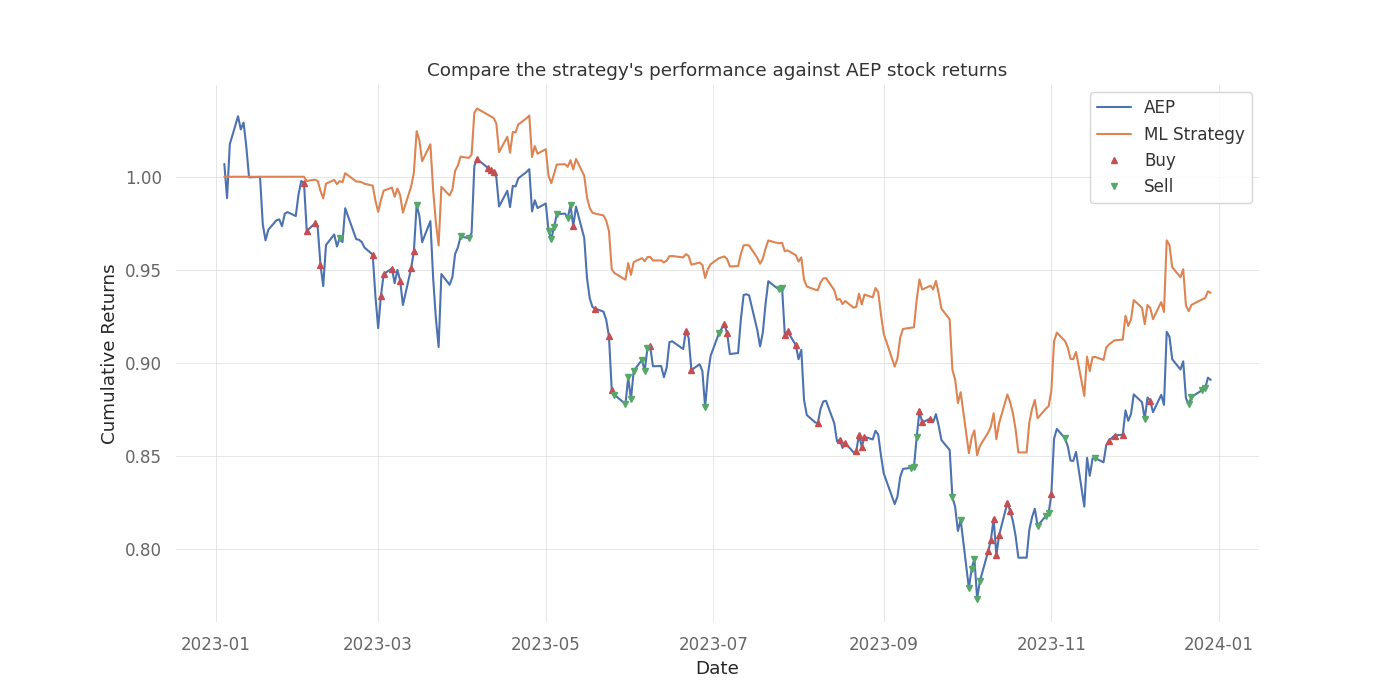 Compare the strategy's performance against AEP stock returns
AEP
ML Strategy
Buy
Sell
Cumulative Returns
1.00
0.95
0.90
0.85
0.80
2023-01
2023-03
2023-05
2023-07
2023-09
2023-11
2024-01
Date